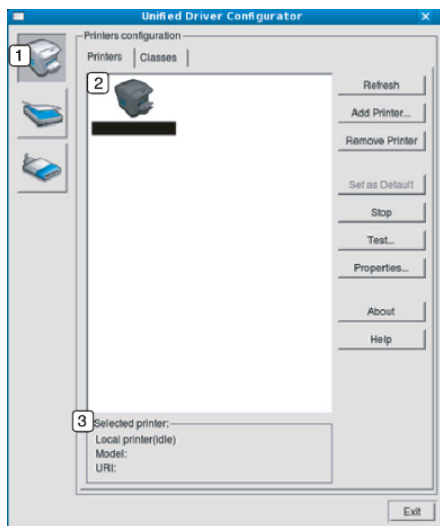 Unified Driver Configurator
Printers configuration
1
Printers Classes
2
Refresh
Add Printer...
Remove Printer
Set as Default
Stop
Test...
Properties...
About
Help
3
Selected printer:
Local printer(idle)
Model:
URI:
Exit